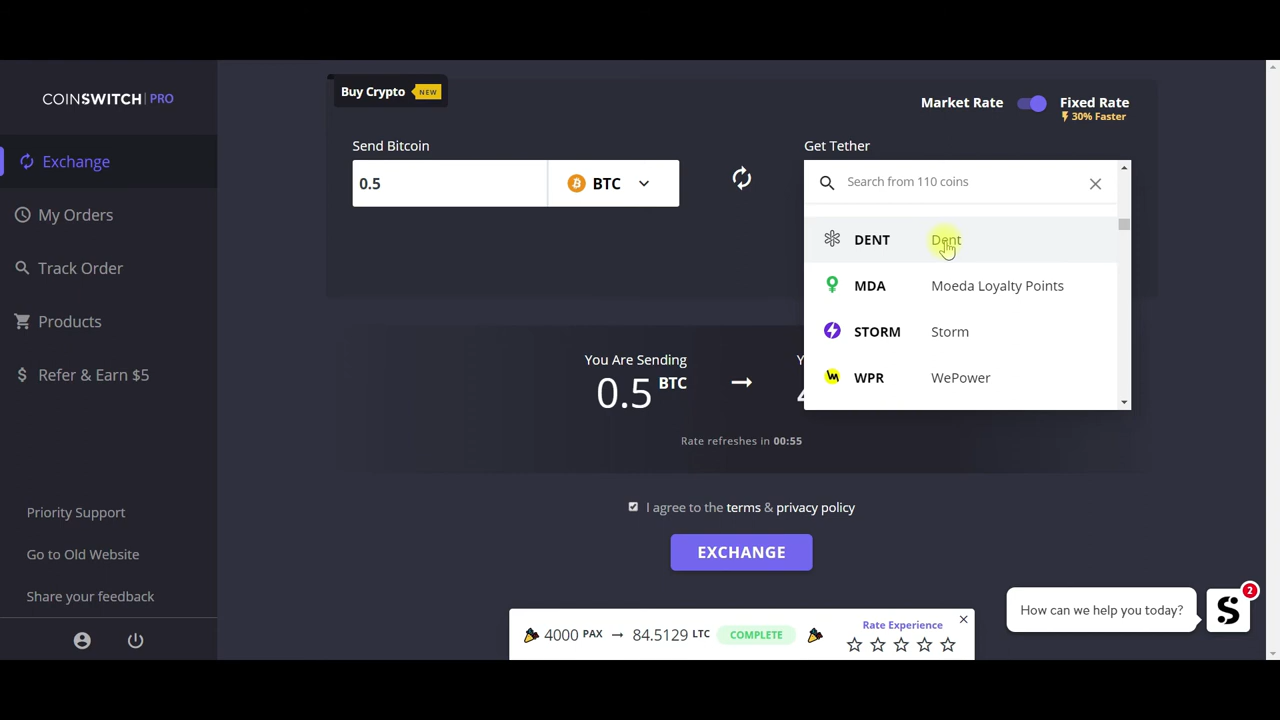 COINSWITCH|PRO
Exchange
My Orders
Track Order
Products
Refer & Earn $5
Priority Support
Go to Old Website
Share your feedback
Buy Crypto NEW
Market Rate Fixed Rate
30% Faster
Send Bitcoin
0.5 BTC
Get Tether
Search from 110 coins
DENT Dent
MDA Moeda Loyalty Points
STORM Storm
WPR WePower
You Are Sending
0.5 BTC
Rate refreshes in 00:55
I agree to the terms & privacy policy
EXCHANGE
4000 PAX → 84.5129 LTC COMPLETE
Rate Experience
How can we help you today?
2